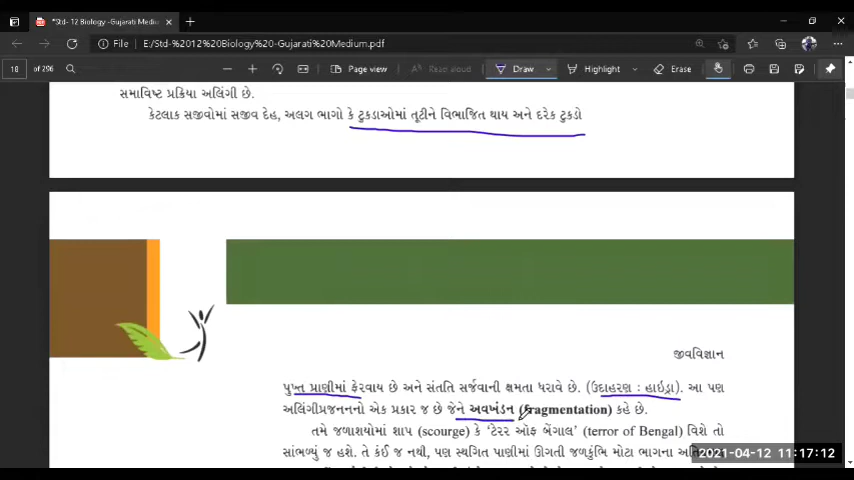 *Std- 12 Biology -Gujarati Mediu
File
E:/Std-%2012%20Biology%20-Gujarati%20Medium.pdf
18 of 296
Page view
Read aloud
Draw
Highlight
Erase
સમાવિષ્ટ પ્રક્રિયા અલિંગી છે.
કેટલાક સજીવોમાં સજીવ દેહ, અલગ ભાગો કે ટુકડાઓમાં તૂટીને વિભાજિત થાય અને દરેક ટુકડો
જીવવિજ્ઞાન
પુખ્ત પ્રાણીમાં ફેરવાય છે અને સંતતિ સર્જવાની ક્ષમતા ધરાવે છે. (ઉદાહરણ : હાઇડ્રા). આ પણ
અલિંગીપ્રજનનનો એક પ્રકાર જ છે જેને અવખંડન (fragmentation) કહે છે.
તમે જળાશયોમાં શાપ (scourge) કે ‘ટેરર ઑફ બેંગાલ’ (terror of Bengal) વિશે તો
સાંભળ્યું જ હશે. તે કંઈ જ નથી, પણ સ્થગિત પાણીમાં ઊગતી જળકુંભિ મોટા ભાગના
2021-04-12 11:17:12